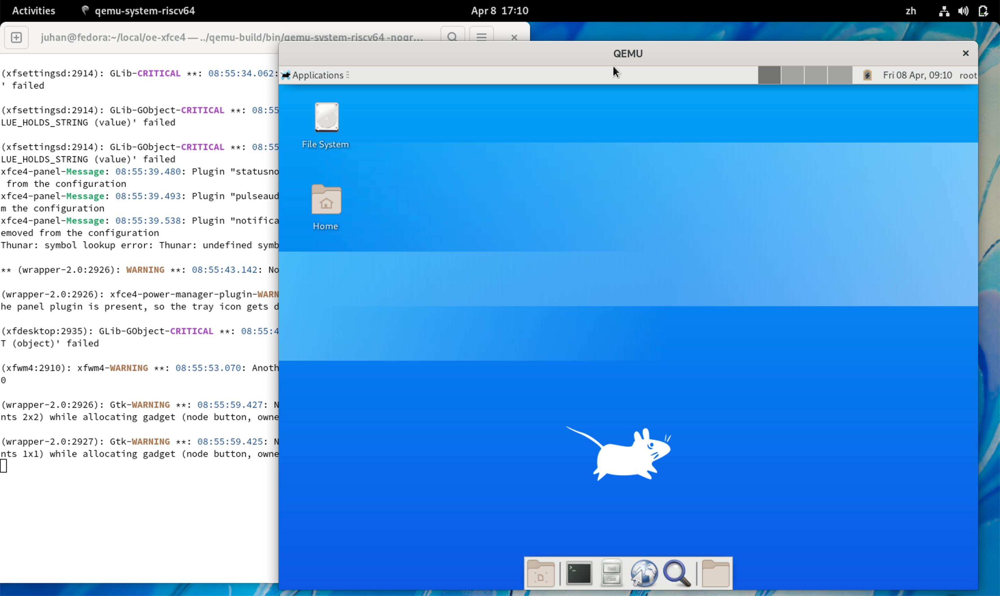 Activities
qemu-system-riscv64
Apr 8 17:10
zh
juhan@fedora:~/local/oe-xfce4 — ../qemu-build/bin/qemu-system-riscv64 -nogr...
(xfsettingsd:2914): GLib-CRITICAL **: 08:55:34.062:
' failed
(xfsettingsd:2914): GLib-GObject-CRITICAL **: 08:55
LUE_HOLDS_STRING (value)' failed
(xfsettingsd:2914): GLib-GObject-CRITICAL **: 08:55
LUE_HOLDS_STRING (value)' failed
xfce4-panel-Message: 08:55:39.480: Plugin "statusno
from the configuration
xfce4-panel-Message: 08:55:39.493: Plugin "pulseaud
m the configuration
xfce4-panel-Message: 08:55:39.538: Plugin "notifica
emoved from the configuration
Thunar: symbol lookup error: Thunar: undefined symb
** (wrapper-2.0:2926): WARNING **: 08:55:43.142: No
(wrapper-2.0:2926): xfce4-power-manager-plugin-WARN
he panel plugin is present, so the tray icon gets d
(xfdesktop:2935): GLib-GObject-CRITICAL **: 08:55:4
T (object)' failed
(xfwm4:2910): xfwm4-WARNING **: 08:55:53.070: Anoth
0
(wrapper-2.0:2926): Gtk-WARNING **: 08:55:59.427: N
nts 2x2) while allocating gadget (node button, owne
(wrapper-2.0:2927): Gtk-WARNING **: 08:55:59.425: N
nts 1x1) while allocating gadget (node button, owne
QEMU
Applications
Fri 08 Apr, 09:10
root
File System
Home